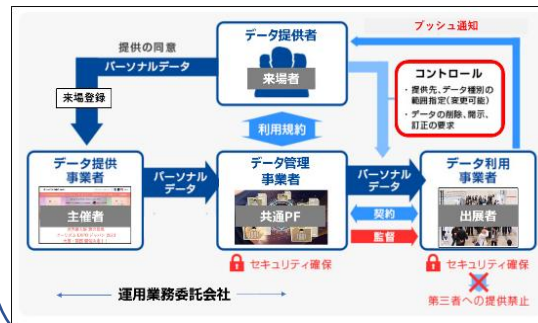 データ提供者
来場者
プッシュ通知
提供の同意
パーソナルデータ
来場登録
コントロール
・提供先、データ種別の
範囲指定(変更可能)
・データの削除、開示、
訂正の要求
利用規約
データ提供
事業者
主催者
パーソナル
データ
データ管理
事業者
共通PF
パーソナル
データ
契約
監督
データ利用
事業者
出展者
セキュリティ確保
セキュリティ確保
第三者への提供禁止
運用業務委託会社